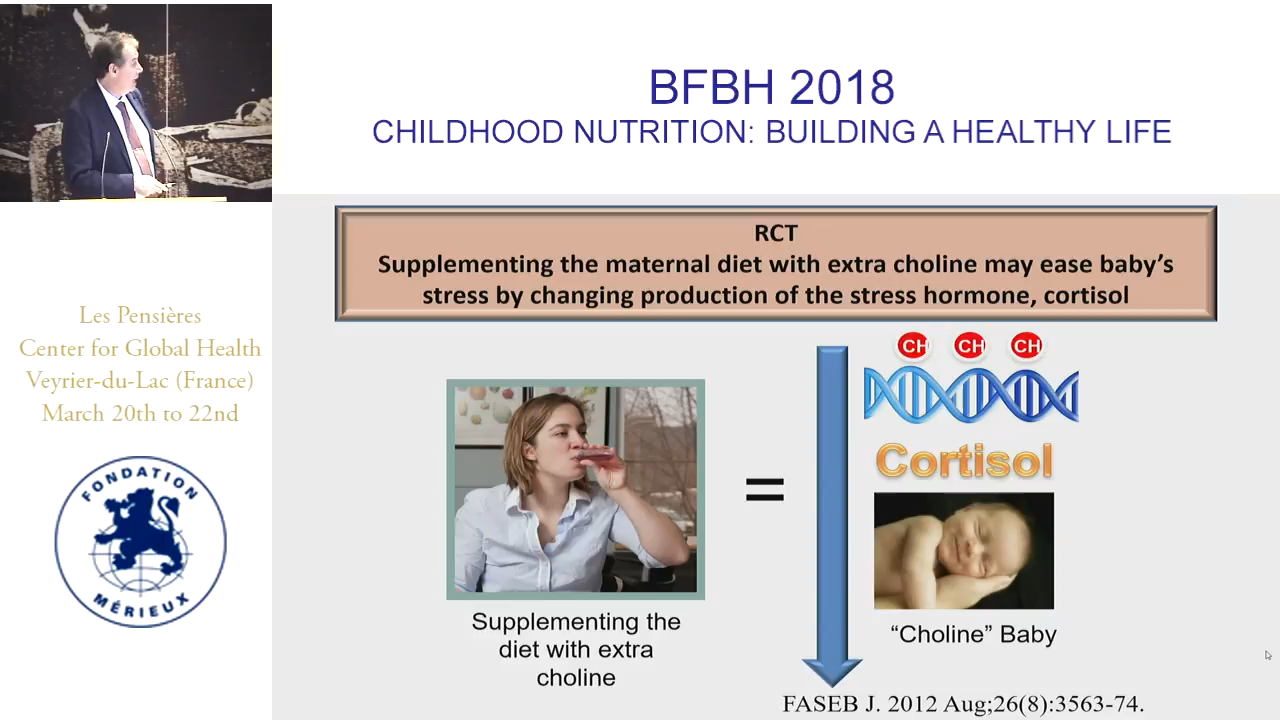 BFBH 2018
CHILDHOOD NUTRITION: BUILDING A HEALTHY LIFE
Les Pensières
Center for Global Health
Veyrier-du-Lac (France)
March 20th to 22nd
FONDATION
MÉRIEUX
RCT
Supplementing the maternal diet with extra choline may ease baby’s
stress by changing production of the stress hormone, cortisol
=
CH CH CH
Cortisol
Supplementing the
diet with extra
choline
“Choline” Baby
FASEB J. 2012 Aug;26(8):3563-74.